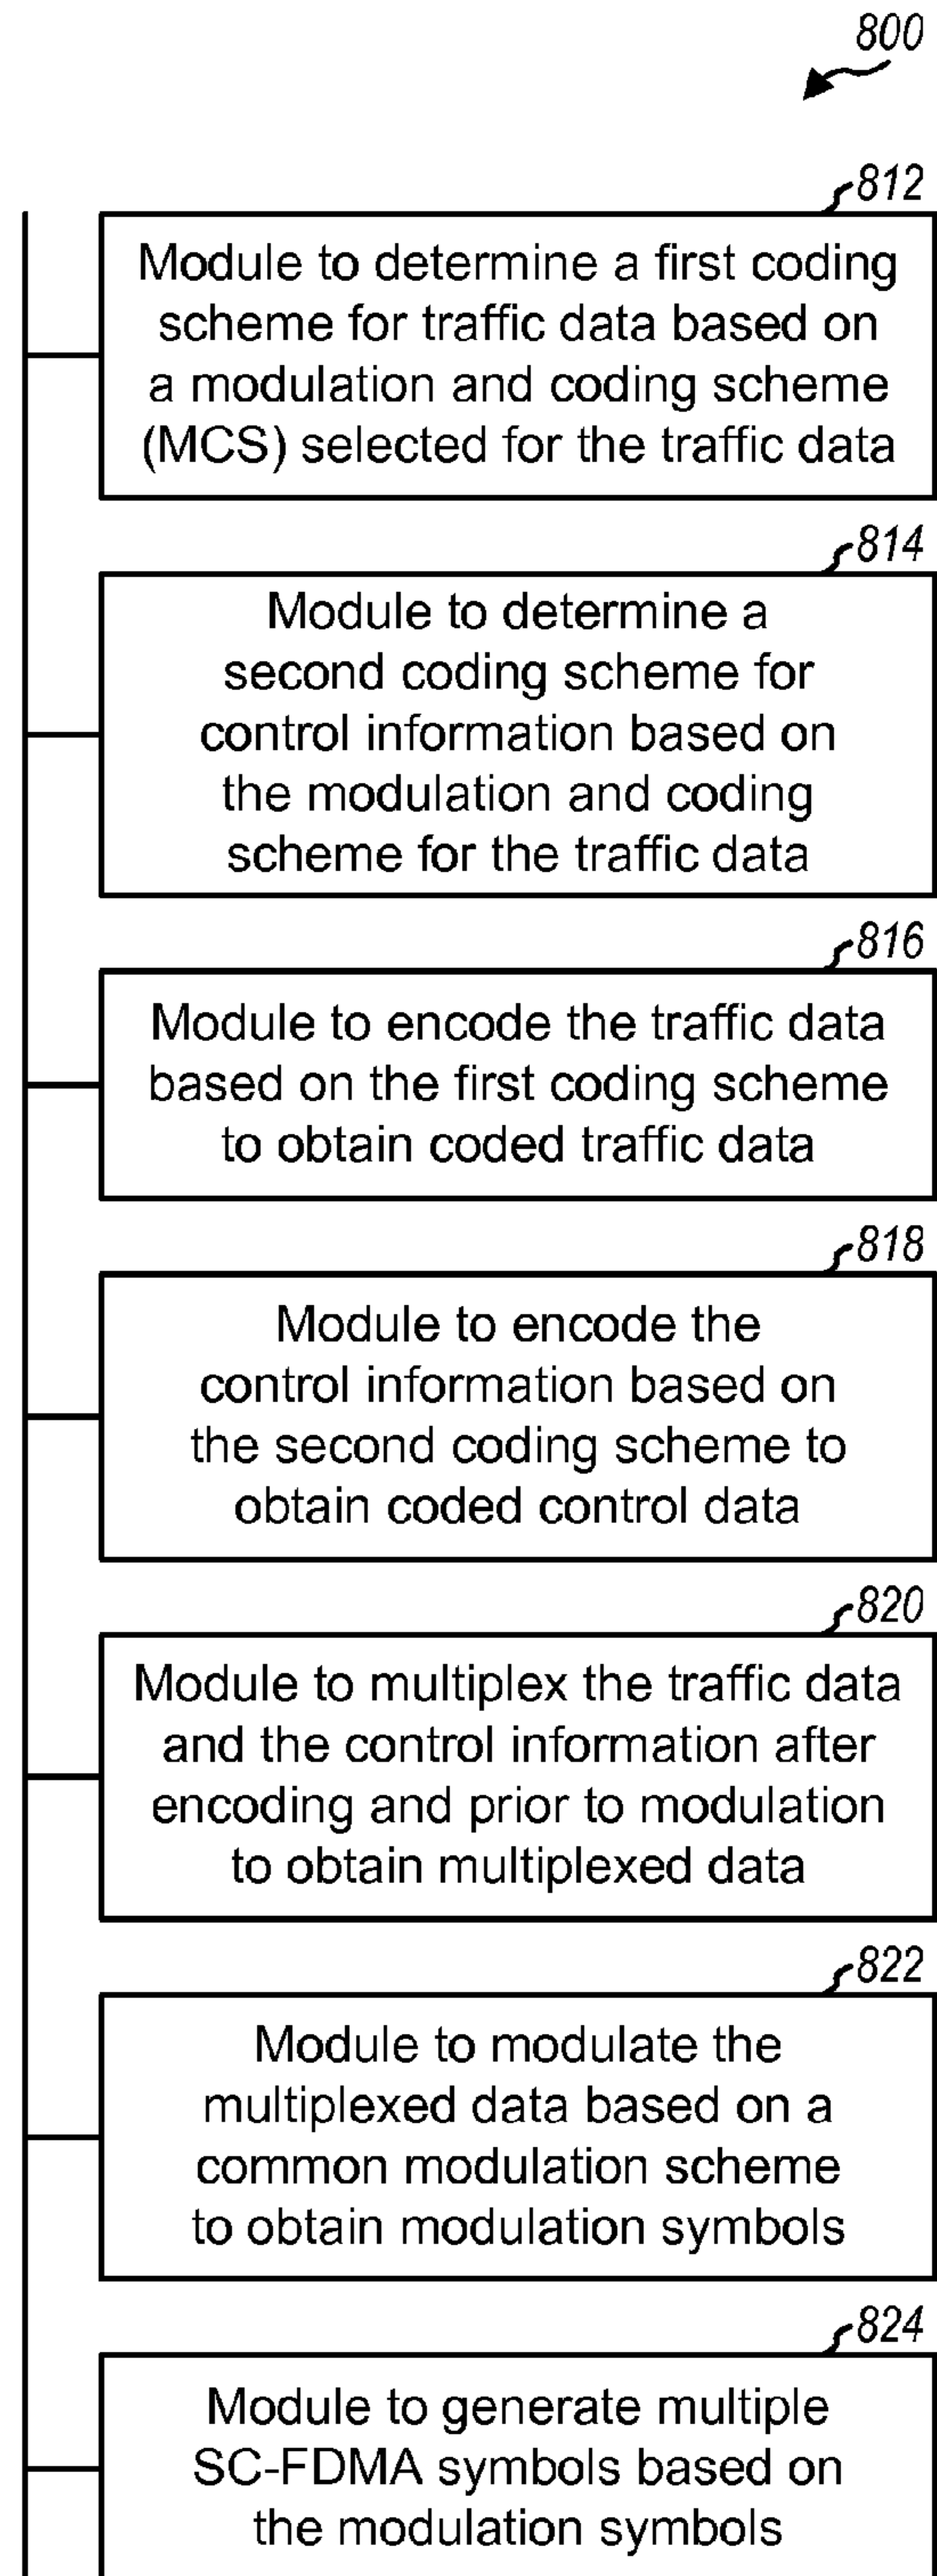 800
812
Module to determine a first coding
scheme for traffic data based on
a modulation and coding scheme
(MCS) selected for the traffic data
814
Module to determine a
second coding scheme for
control information based on
the modulation and coding
scheme for the traffic data
816
Module to encode the traffic data
based on the first coding scheme
to obtain coded traffic data
818
Module to encode the
control information based on
the second coding scheme to
obtain coded control data
820
Module to multiplex the traffic data
and the control information after
encoding and prior to modulation
to obtain multiplexed data
822
Module to modulate the
multiplexed data based on a
common modulation scheme
to obtain modulation symbols
824
Module to generate multiple
SC-FDMA symbols based on
the modulation symbols